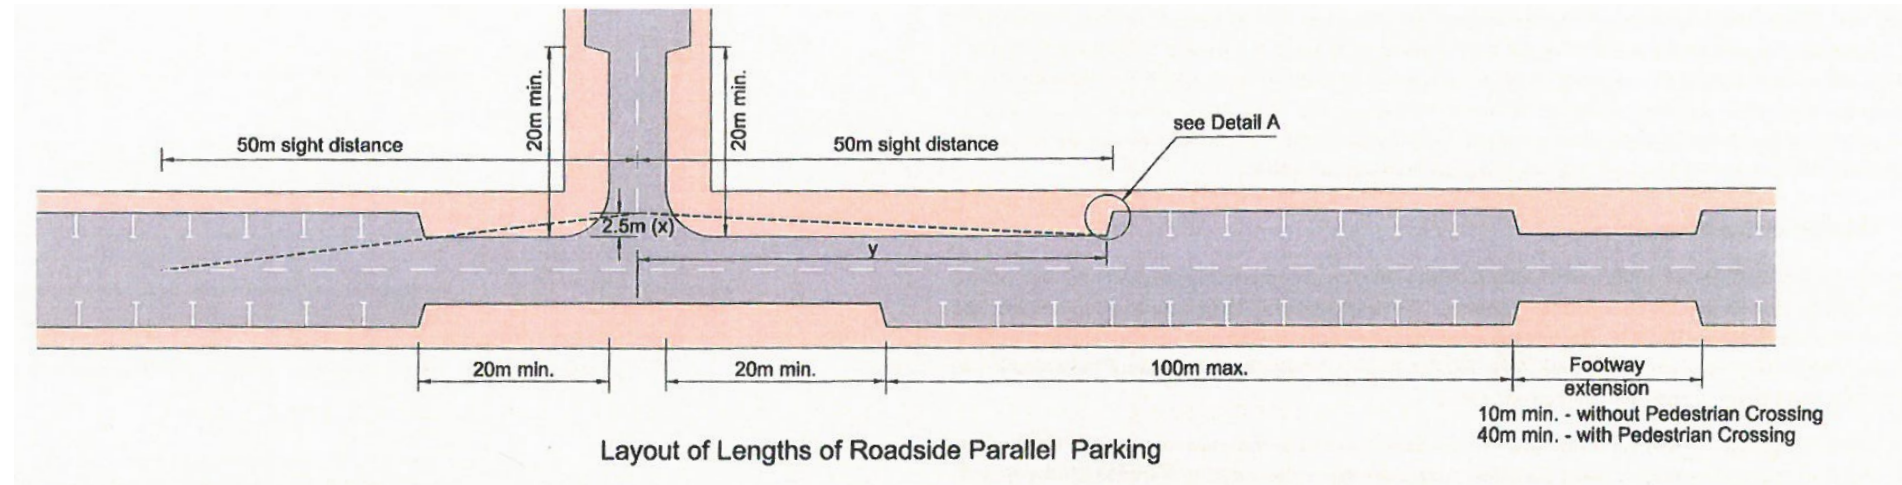 see Detail A
50m sight distance
20m min.
20m min.
50m sight distance
2.5m (x)
y
20m min.
20m min.
100m max.
Footway
extension
10m min. - without Pedestrian Crossing
40m min. - with Pedestrian Crossing
Layout of Lengths of Roadside Parallel Parking